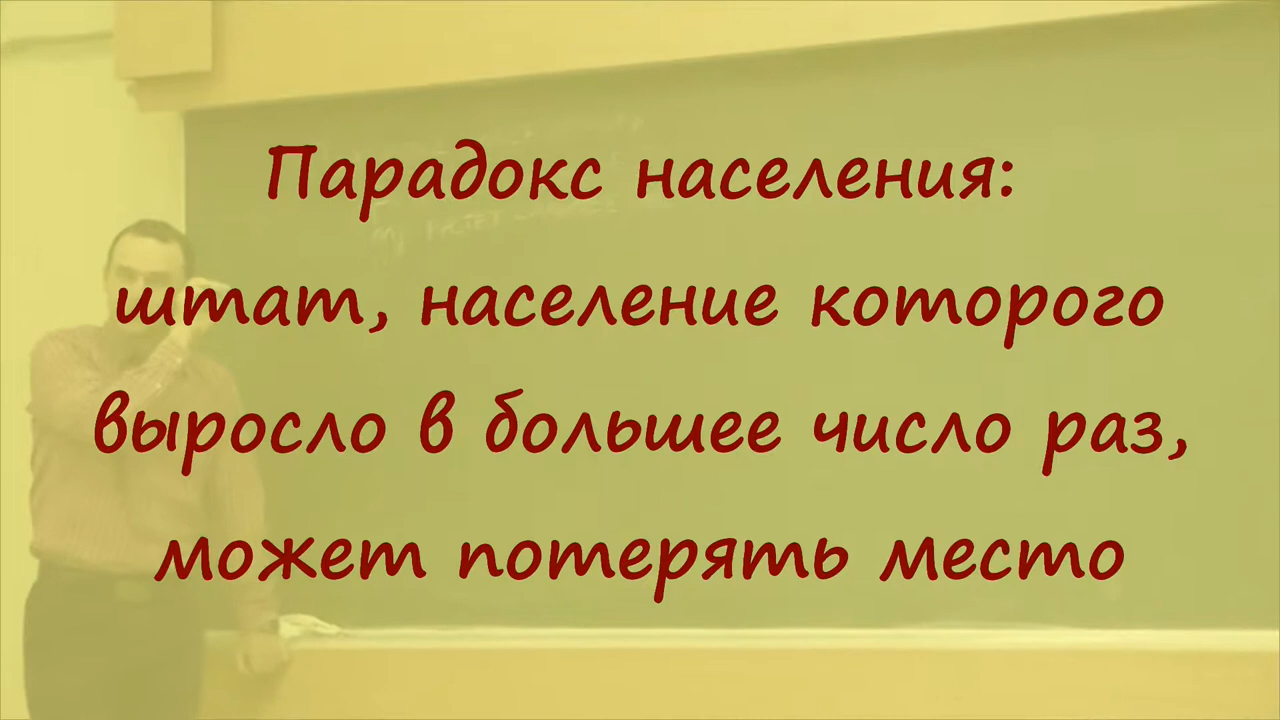 Парадокс населения:
штат, население которого
выросло в большее число раз,
может потерять место